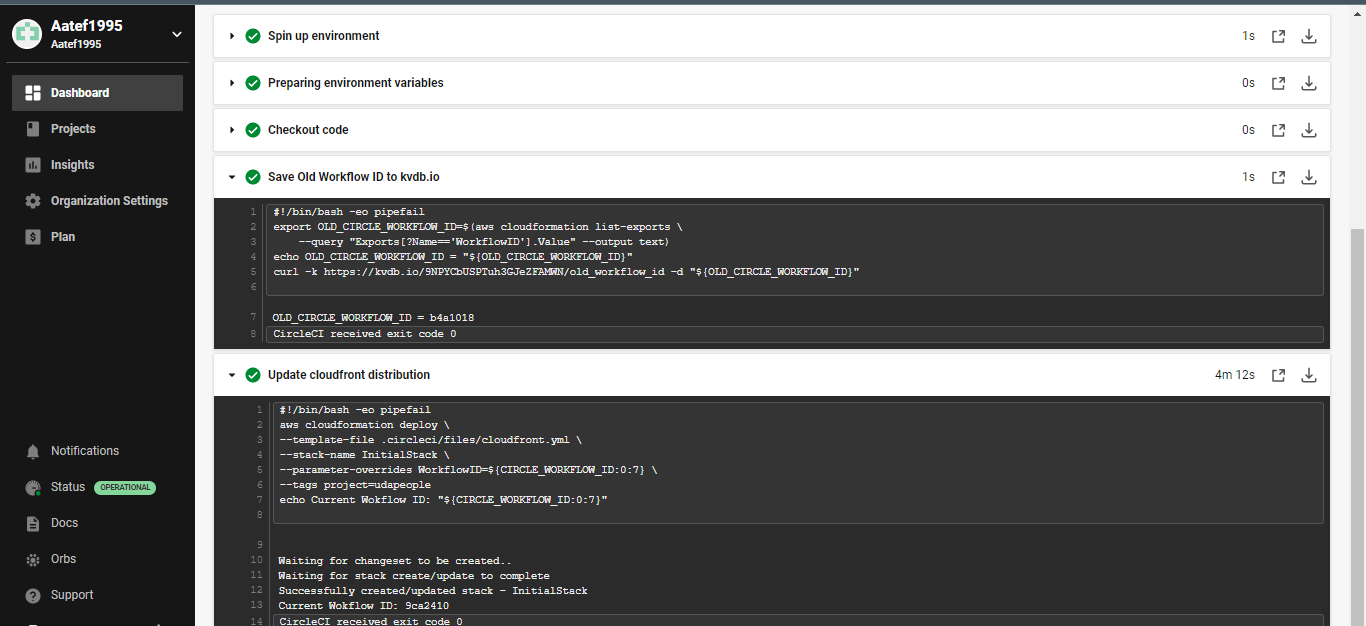 Aatef1995
Aatef1995
Dashboard
Projects
Insights
Organization Settings
Plan
Notifications
Status OPERATIONAL
Docs
Orbs
Support
Spin up environment 1s
Preparing environment variables 0s
Checkout code 0s
Save Old Workflow ID to kvdb.io 1s
1 #!/bin/bash -eo pipefail
2 export OLD_CIRCLE_WORKFLOW_ID=$(aws cloudformation list-exports \
3 --query "Exports[?Name=='WorkflowID'].Value" --output text)
4 echo OLD_CIRCLE_WORKFLOW_ID = "${OLD_CIRCLE_WORKFLOW_ID}"
5 curl -k https://kvdb.io/9NPYCbUSPTuh3GJeZFAMWN/old_workflow_id -d "${OLD_CIRCLE_WORKFLOW_ID}"
6
7 OLD_CIRCLE_WORKFLOW_ID = b4a1018
8 CircleCI received exit code 0
Update cloudfront distribution 4m 12s
1 #!/bin/bash -eo pipefail
2 aws cloudformation deploy \
3 --template-file .circleci/files/cloudfront.yml \
4 --stack-name InitialStack \
5 --parameter-overrides WorkflowID=${CIRCLE_WORKFLOW_ID:0:7} \
6 --tags project=udapeople
7 echo Current Wokflow ID: "${CIRCLE_WORKFLOW_ID:0:7}"
8
9
10 Waiting for changeset to be created..
11 Waiting for stack create/update to complete
12 Successfully created/updated stack - InitialStack
13 Current Wokflow ID: 9ca2410
14 CircleCI received exit code 0